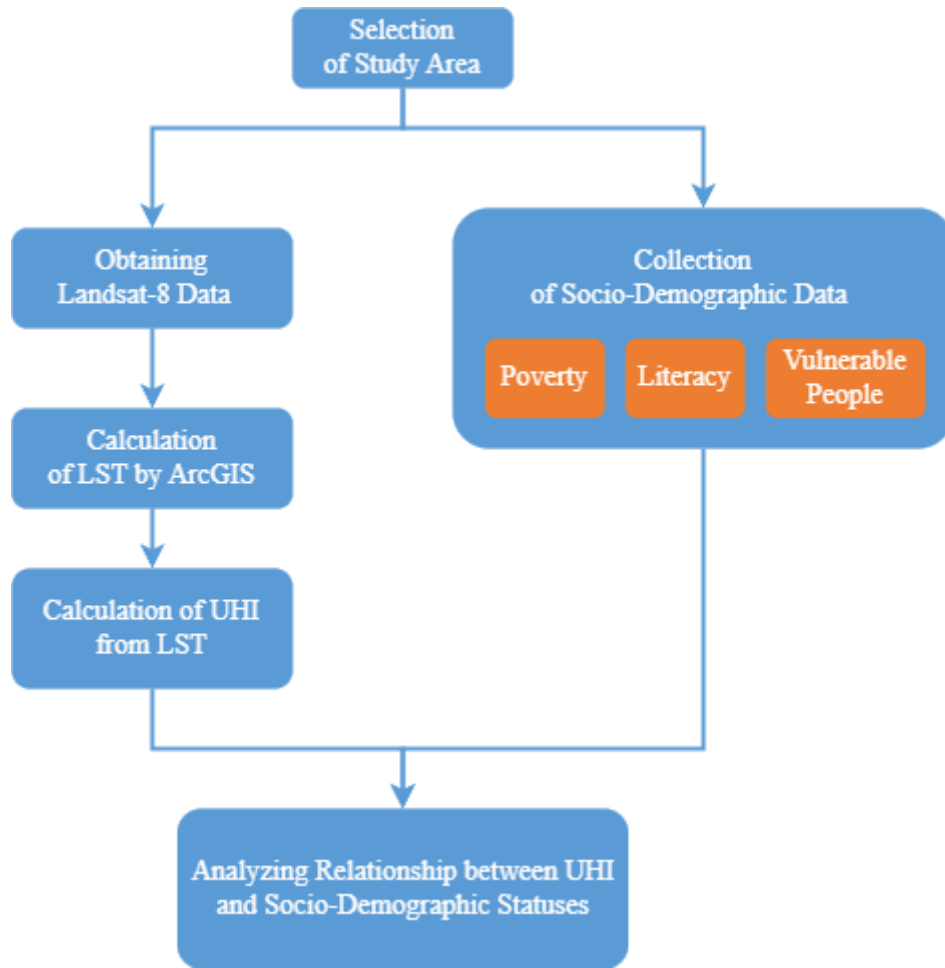 Selection
of Study Area
Obtaining
Landsat-8 Data
Collection
of Socio-Demographic Data
Poverty
Literacy
Vulnerable
People
Calculation
of LST by ArcGIS
Calculation of UHI
from LST
Analyzing Relationship between UHI
and Socio-Demographic Statuses